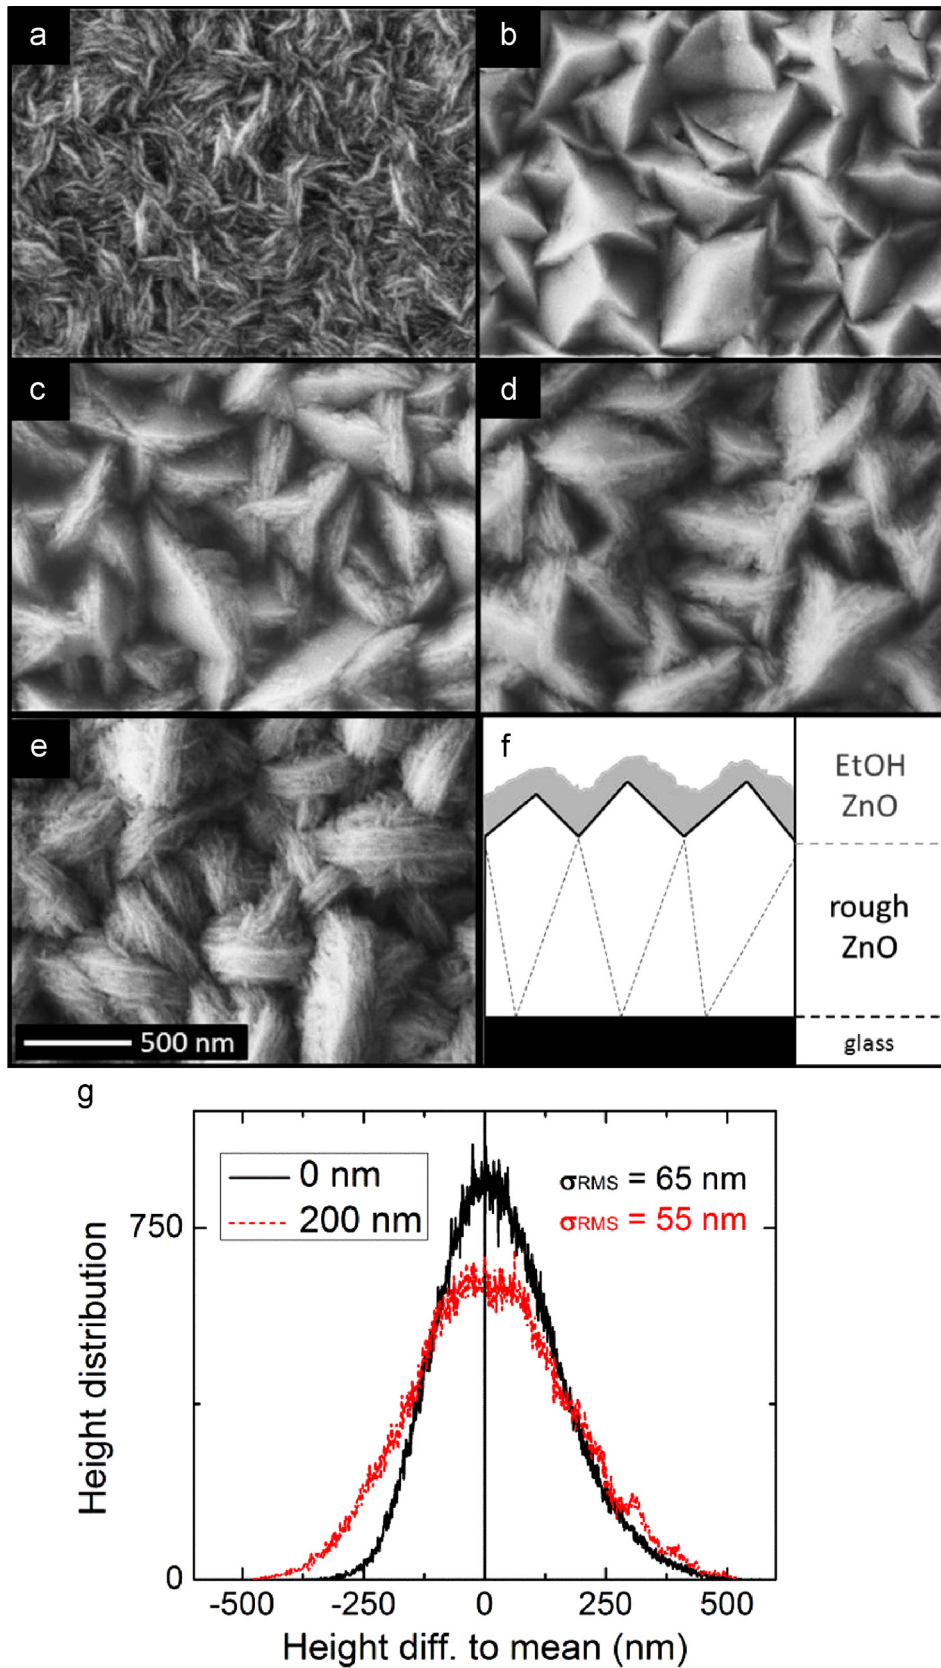 a
b
c
d
e
500 nm
f
EtOH
ZnO
rough
ZnO
glass
g
0 nm
200 nm
σRMS = 65 nm
σRMS = 55 nm
750
0
Height distribution
-500 -250 0 250 500
Height diff. to mean (nm)